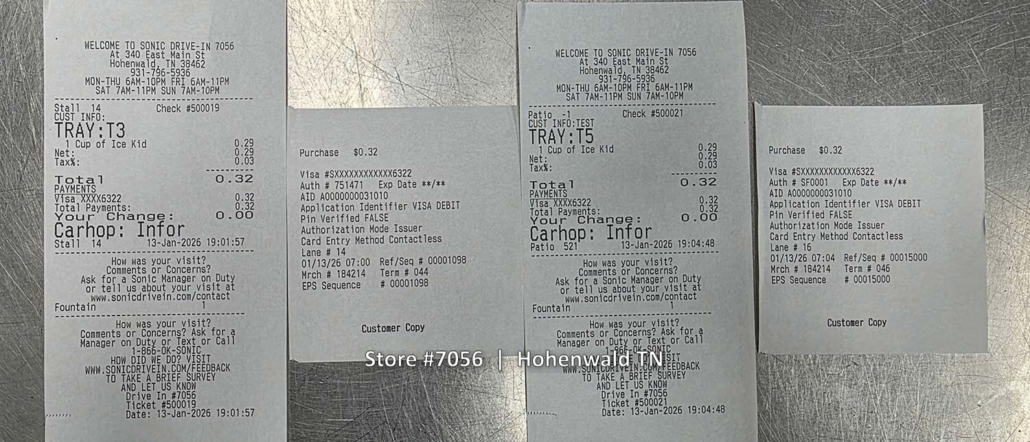 WELCOME TO SONIC DRIVE-IN 7056
At 340 East Main St
Hohenwald, TN 38462
931-796-5936
MON-THU 6AM-10PM FRI 6AM-11PM
SAT 7AM-11PM SUN 7AM-10PM
Stall 14 Check #500019
CUST INFO:
TRAY:T3
1 Cup of Ice Kid 0.29
Net: 0.29
Tax%: 0.03
Total 0.32
PAYMENTS
Visa XXXX6322 0.32
Total Payments: 0.32
Your Change: 0.00
Carhop: Infor
Stall 14 13-Jan-2026 19:01:57
How was your visit?
Comments or Concerns?
Ask for a Sonic Manager on Duty
or tell us about your visit at
www.sonicdrivein.com/contact
Fountain 1
How was your visit?
Comments or Concerns? Ask for a
Manager on Duty or Text or Call
1-866-OK-SONIC
HOW DID WE DO? VISIT
WWW.SONICDRIVEIN.COM/FEEDBACK
TO TAKE A BRIEF SURVEY
AND LET US KNOW
Drive In #7056
Ticket #500019
Date: 13-Jan-2026 19:01:57
Purchase $0.32
Visa #SXXXXXXXXXXXX6322
Auth # 751471 Exp Date **/**
AID A0000000031010
Application Identifier VISA DEBIT
Pin Verified FALSE
Authorization Mode Issuer
Card Entry Method Contactless
Lane # 14
01/13/26 07:00 Ref/Seq # 00001098
Mrch # 184214 Term # 044
EPS Sequence # 00001098
Customer Copy
WELCOME TO SONIC DRIVE-IN 7056
At 340 East Main St
Hohenwald, TN 38462
931-796-5936
MON-THU 6AM-10PM FRI 6AM-11PM
SAT 7AM-11PM SUN 7AM-10PM
Patio -1 Check #500021
CUST INFO:TEST
TRAY:T5
1 Cup of Ice Kid 0.29
Net: 0.29
Tax%: 0.03
Total 0.32
PAYMENTS
Visa XXXX6322 0.32
Total Payments: 0.32
Your Change: 0.00
Carhop: Infor
Patio 521 13-Jan-2026 19:04:48
How was your visit?
Comments or Concerns?
Ask for a Sonic Manager on Duty
or tell us about your visit at
www.sonicdrivein.com/contact
Fountain 1
How was your visit?
Comments or Concerns? Ask for a
Manager on Duty or Text or Call
1-866-OK-SONIC
VISIT
WWW.SONICDRIVEIN.COM/FEEDBACK
TO TAKE A BRIEF SURVEY
AND LET US KNOW
Drive In #7056
Ticket #500021
Date: 13-Jan-2026 19:04:48
Purchase $0.32
Visa #SXXXXXXXXXXXX6322
Auth # SF0001 Exp Date **/**
AID A0000000031010
Application Identifier VISA DEBIT
Pin Verified FALSE
Authorization Mode Issuer
Card Entry Method Contactless
Lane # 16
01/13/26 07:04 Ref/Seq # 00015000
Mrch # 184214 Term # 046
EPS Sequence # 00015000
Customer Copy
Store #7056 | Hohenwald TN